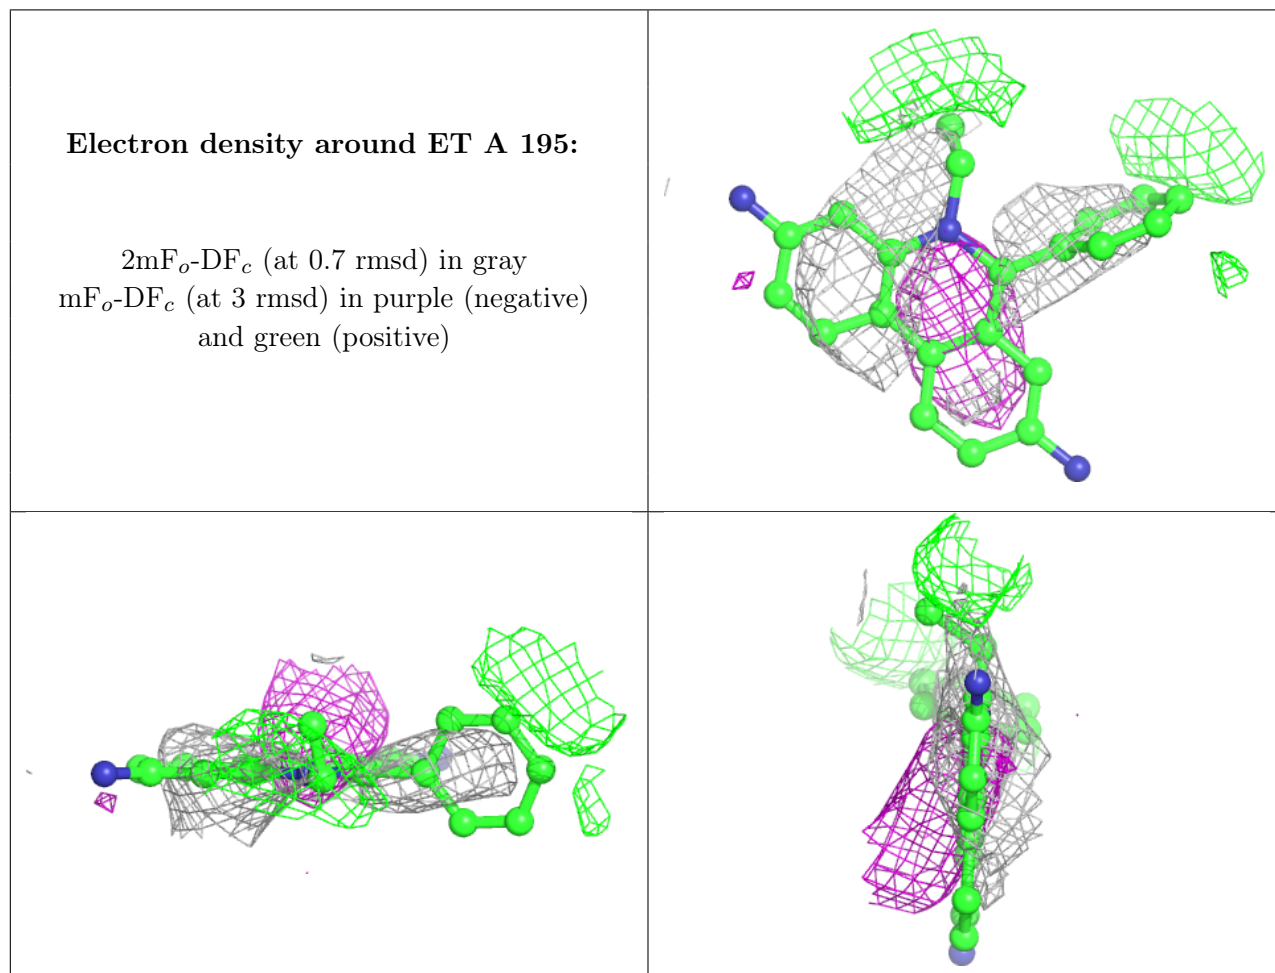 Electron density around ET A 195:
2mFo-DFc (at 0.7 rmsd) in gray
mFo-DFc (at 3 rmsd) in purple (negative)
and green (positive)